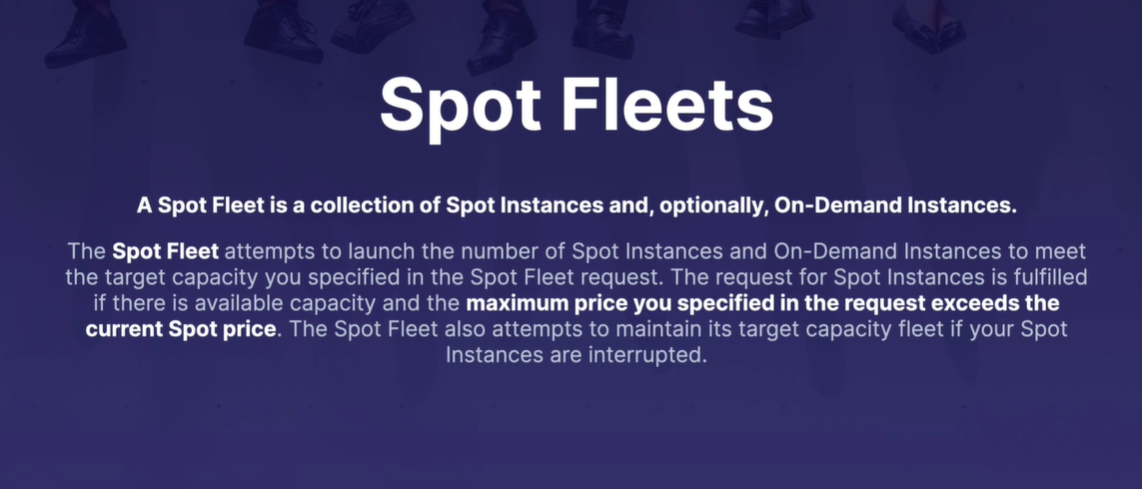 Spot Fleets
A Spot Fleet is a collection of Spot Instances and, optionally, On-Demand Instances.
The Spot Fleet attempts to launch the number of Spot Instances and On-Demand Instances to meet
the target capacity you specified in the Spot Fleet request. The request for Spot Instances is fulfilled
if there is available capacity and the maximum price you specified in the request exceeds the
current Spot price. The Spot Fleet also attempts to maintain its target capacity fleet if your Spot
Instances are interrupted.